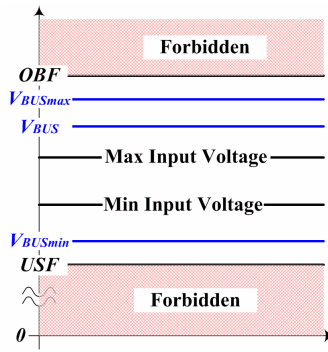 Forbidden
OBF
VBUSmax
VBUS
Max Input Voltage
Min Input Voltage
VBUSmin
USF
Forbidden
0